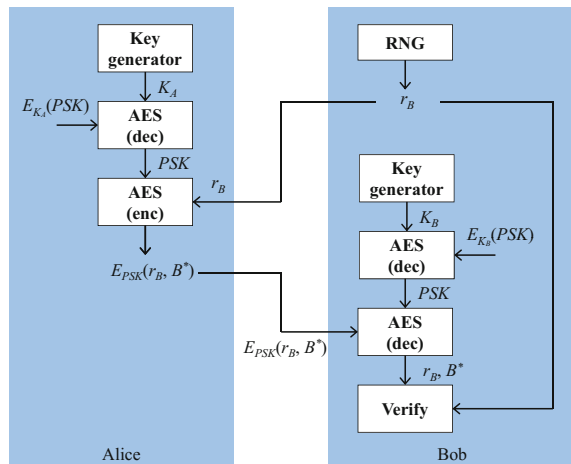 Key
generator
K_A
E_{K_A}(PSK)
AES
(dec)
PSK
AES
(enc)
r_B
E_{PSK}(r_B, B*)
Alice
RNG
r_B
Key
generator
K_B
AES
(dec)
E_{K_B}(PSK)
PSK
AES
(dec)
E_{PSK}(r_B, B*)
r_B, B*
Verify
Bob